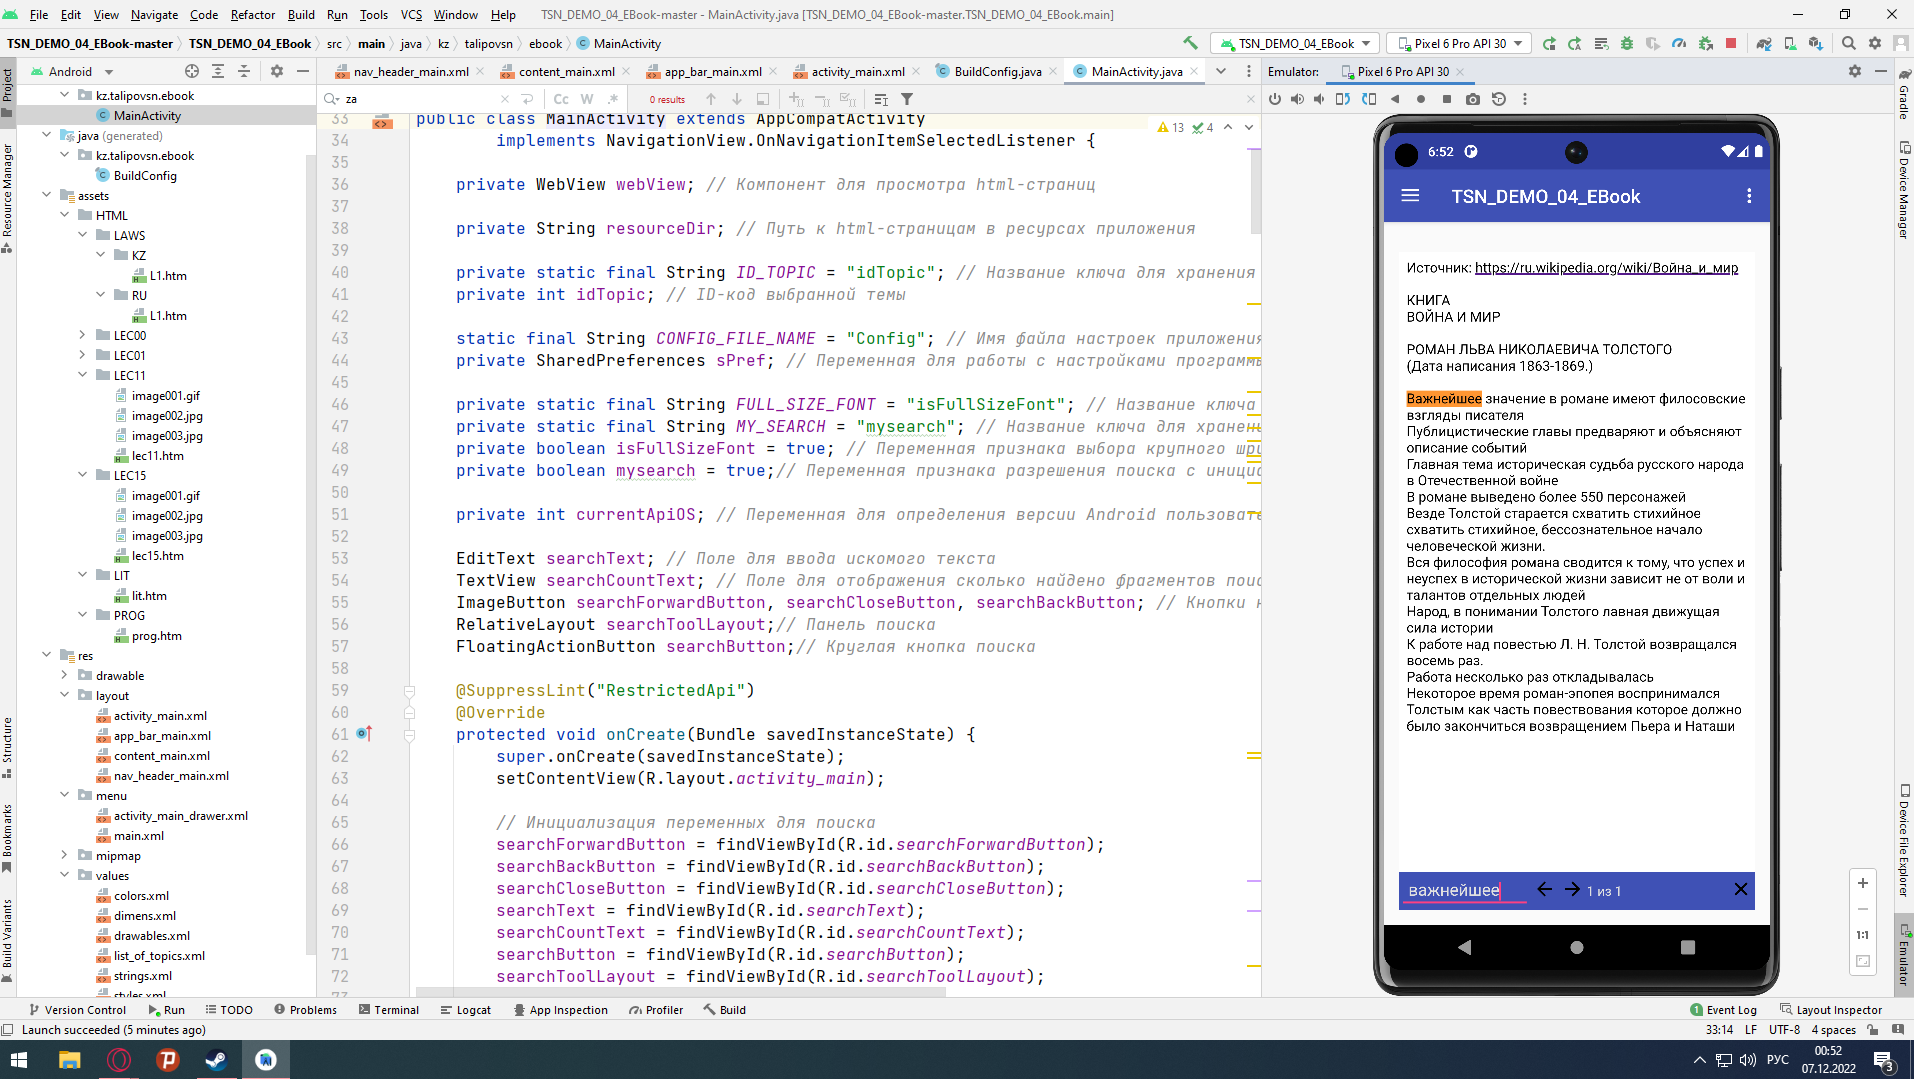 File Edit View Navigate Code Refactor Build Run Tools VCS Window Help TSN_DEMO_04_EBook-master - MainActivity.java [TSN_DEMO_04_EBook-master.TSN_DEMO_04_EBook.main]
TSN_DEMO_04_EBook-master TSN_DEMO_04_EBook src main java kz talipovsn ebook MainActivity
TSN_DEMO_04_EBook Pixel 6 Pro API 30
Android
nav_header_main.xml content_main.xml app_bar_main.xml activity_main.xml BuildConfig.java MainActivity.java
Emulator: Pixel 6 Pro API 30
za Cc W .* 0 results
13 4
Project
Resource Manager
Structure
Bookmarks
Build Variants
kz.talipovsn.ebook
MainActivity
java (generated)
kz.talipovsn.ebook
BuildConfig
assets
HTML
LAWS
KZ
L1.htm
RU
L1.htm
LEC00
LEC01
LEC11
image001.gif
image002.jpg
image003.jpg
lec11.htm
LEC15
image001.gif
image002.jpg
image003.jpg
lec15.htm
LIT
lit.htm
PROG
prog.htm
res
drawable
layout
activity_main.xml
app_bar_main.xml
content_main.xml
nav_header_main.xml
menu
activity_main_drawer.xml
main.xml
mipmap
values
colors.xml
dimens.xml
drawables.xml
list_of_topics.xml
strings.xml
styles.xml
33 public class MainActivity extends AppCompatActivity
34 implements NavigationView.OnNavigationItemSelectedListener {
35
36 private WebView webView; // Компонент для просмотра html-страниц
37
38 private String resourceDir; // Путь к html-страницам в ресурсах приложения
39
40 private static final String ID_TOPIC = "idTopic"; // Название ключа для хранения
41 private int idTopic; // ID-код выбранной темы
42
43 static final String CONFIG_FILE_NAME = "Config"; // Имя файла настроек приложения
44 private SharedPreferences sPref; // Переменная для работы с настройками программы
45
46 private static final String FULL_SIZE_FONT = "isFullSizeFont"; // Название ключа
47 private static final String MY_SEARCH = "mysearch"; // Название ключа для хранени
48 private boolean isFullSizeFont = true; // Переменная признака выбора крупного шри
49 private boolean mysearch = true;// Переменная признака разрешения поиска с инициа
50
51 private int currentApiOS; // Переменная для определения версии Android пользовате
52
53 EditText searchText; // Поле для ввода искомого текста
54 TextView searchCountText; // Поле для отображения сколько найдено фрагментов поис
55 ImageButton searchForwardButton, searchCloseButton, searchBackButton; // Кнопки н
56 RelativeLayout searchToolLayout;// Панель поиска
57 FloatingActionButton searchButton;// Круглая кнопка поиска
58
59 @SuppressLint("RestrictedApi")
60 @Override
61 protected void onCreate(Bundle savedInstanceState) {
62 super.onCreate(savedInstanceState);
63 setContentView(R.layout.activity_main);
64
65 // Инициализация переменных для поиска
66 searchForwardButton = findViewById(R.id.searchForwardButton);
67 searchBackButton = findViewById(R.id.searchBackButton);
68 searchCloseButton = findViewById(R.id.searchCloseButton);
69 searchText = findViewById(R.id.searchText);
70 searchCountText = findViewById(R.id.searchCountText);
71 searchButton = findViewById(R.id.searchButton);
72 searchToolLayout = findViewById(R.id.searchToolLayout);
6:52
TSN_DEMO_04_EBook
Источник: https://ru.wikipedia.org/wiki/Война_и_мир
КНИГА
ВОЙНА И МИР
РОМАН ЛЬВА НИКОЛАЕВИЧА ТОЛСТОГО
(Дата написания 1863-1869.)
Важнейшее значение в романе имеют филосовские
взгляды писателя
Публицистические главы предваряют и объясняют
описание событий
Главная тема историческая судьба русского народа
в Отечественной войне
В романе выведено более 550 персонажей
Везде Толстой старается схватить стихийное
схватить стихийное, бессознательное начало
человеческой жизни.
Вся философия романа сводится к тому, что успех и
неуспех в исторической жизни зависит не от воли и
талантов отдельных людей
Народ, в понимании Толстого лавная движущая
сила истории
К работе над повестью Л. Н. Толстой возвращался
восемь раз.
Работа несколько раз откладывалась
Некоторое время роман-эпопея воспринимался
Толстым как часть повествования которое должно
было закончиться возвращением Пьера и Наташи
важнейшее 1 из 1
1:1
Gradle
Device Manager
Device File Explorer
Emulator
Version Control Run TODO Problems Terminal Logcat App Inspection Profiler Build 1 Event Log Layout Inspector
Launch succeeded (5 minutes ago) 33:14 LF UTF-8 4 spaces
РУС 00:52
07.12.2022 3